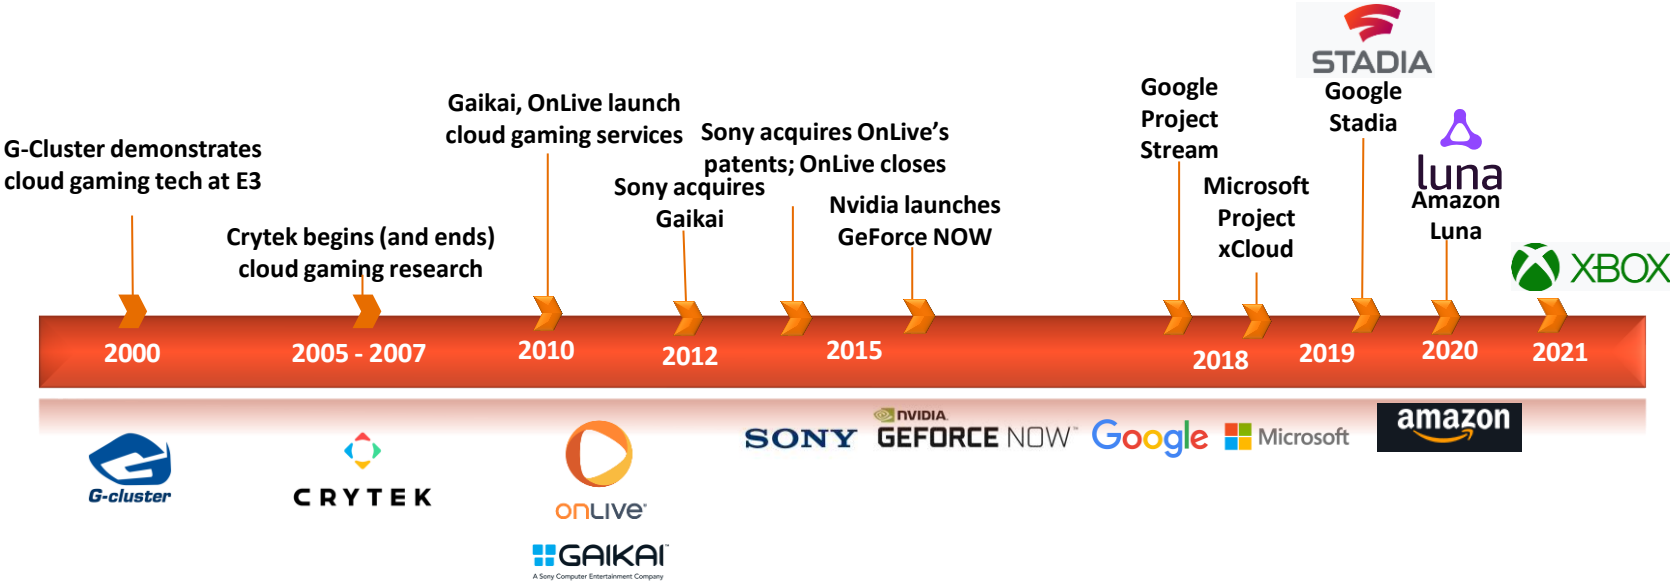 STADIA
Google
Stadia
Google
Project
Stream
Gaikai, OnLive launch
cloud gaming services
Sony acquires OnLive's
patents; OnLive closes
G-Cluster demonstrates
cloud gaming tech at E3
luna
Amazon
Luna
Sony acquires
Gaikai
Microsoft
Project
xCloud
Nvidia launches
GeForce NOW
Crytek begins (and ends)
cloud gaming research
XBOX
2000
2005 - 2007
2010
2012
2015
2018
2019
2020
2021
G-cluster
CRYTEK
ONLIVE
GAIKAI™
A Sony Computer Entertainment Company
SONY
NVIDIA.
GEFORCE NOW™
Google
Microsoft
amazon